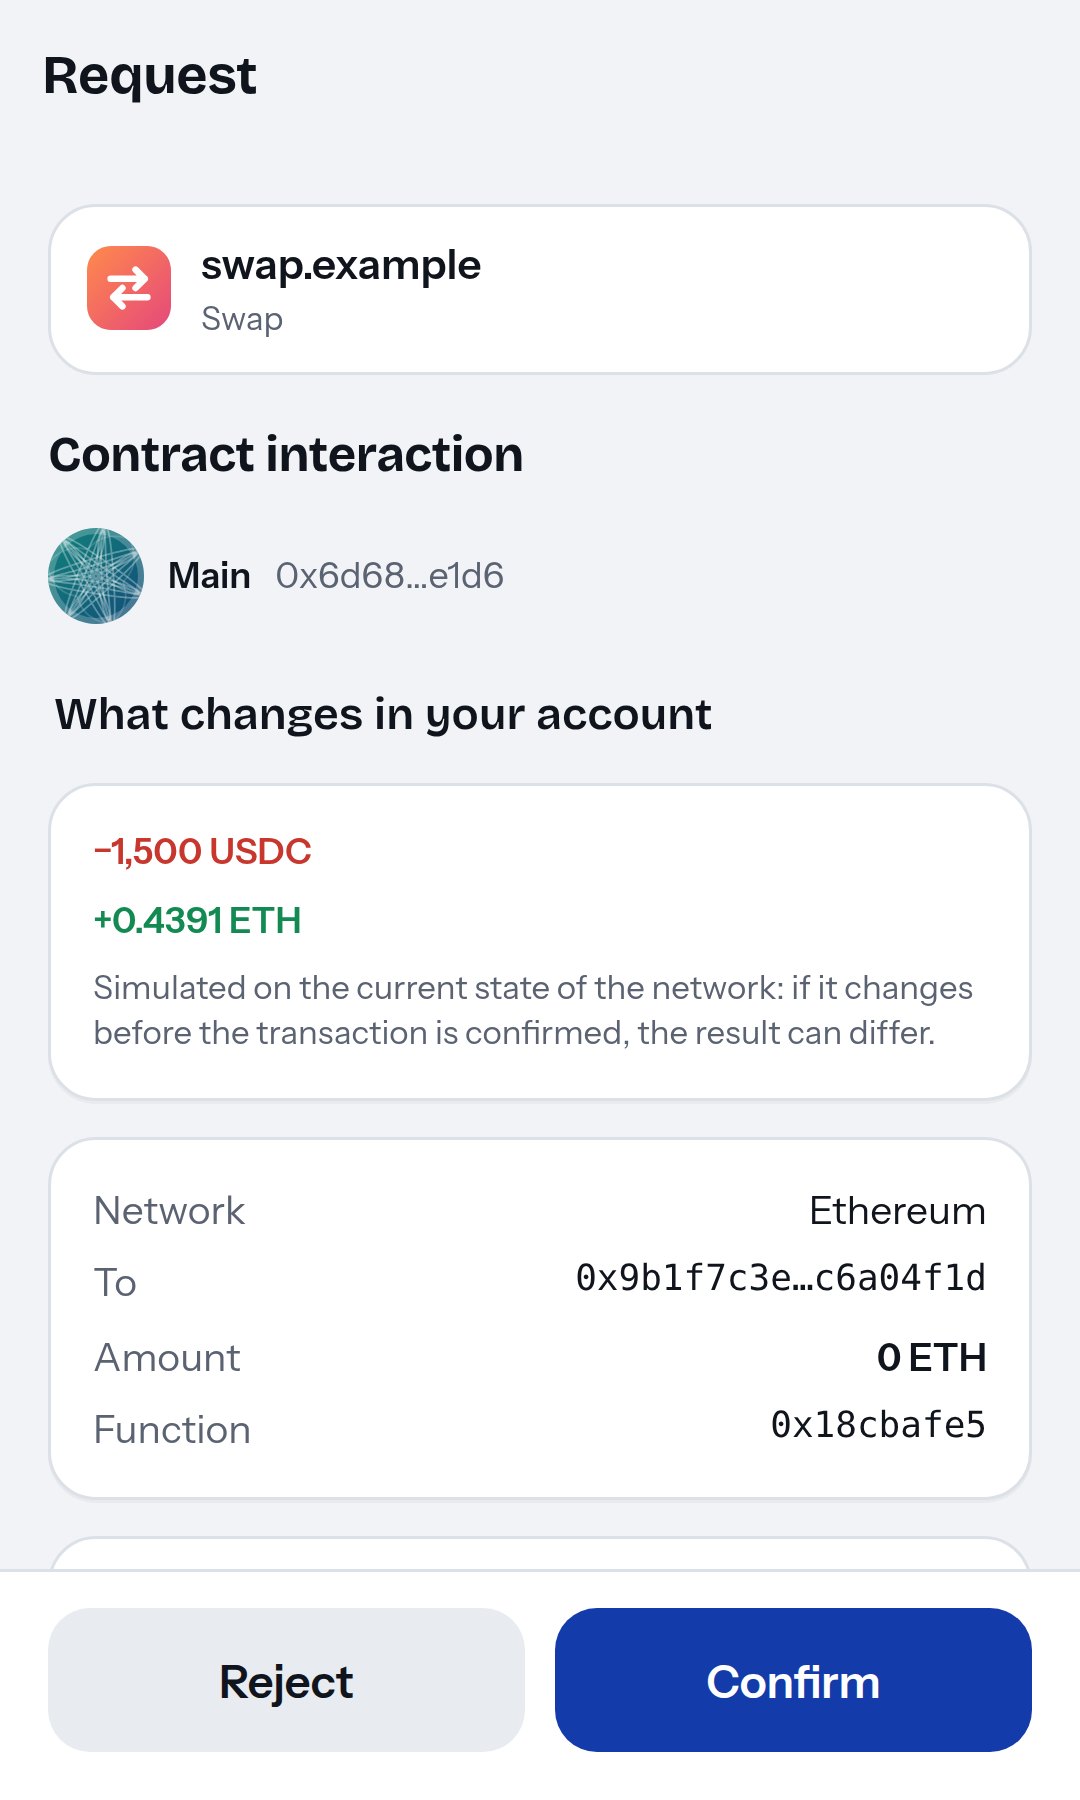 Request
swap.example
Swap
Contract interaction
Main 0x6d68...e1d6
What changes in your account
−1,500 USDC
+0.4391 ETH
Simulated on the current state of the network: if it changes
before the transaction is confirmed, the result can differ.
Network Ethereum
To 0x9b1f7c3e…c6a04f1d
Amount 0 ETH
Function 0x18cbafe5
Reject Confirm